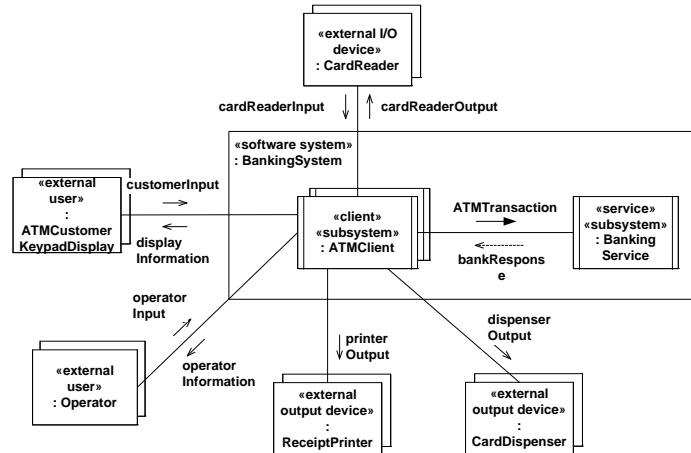 «external I/O
device»
: CardReader
cardReaderInput
cardReaderOutput
«software system»
: BankingSystem
«external
user»
:
ATMCustomer
KeypadDisplay
customerInput
display
Information
«client»
«subsystem»
: ATMClient
ATMTransaction
bankRespons
e
«service»
«subsystem»
: Banking
Service
operator
Input
operator
Information
printer
Output
dispenser
Output
«external
user»
: Operator
«external
output device»
:
ReceiptPrinter
«external
output device»
:
CardDispenser